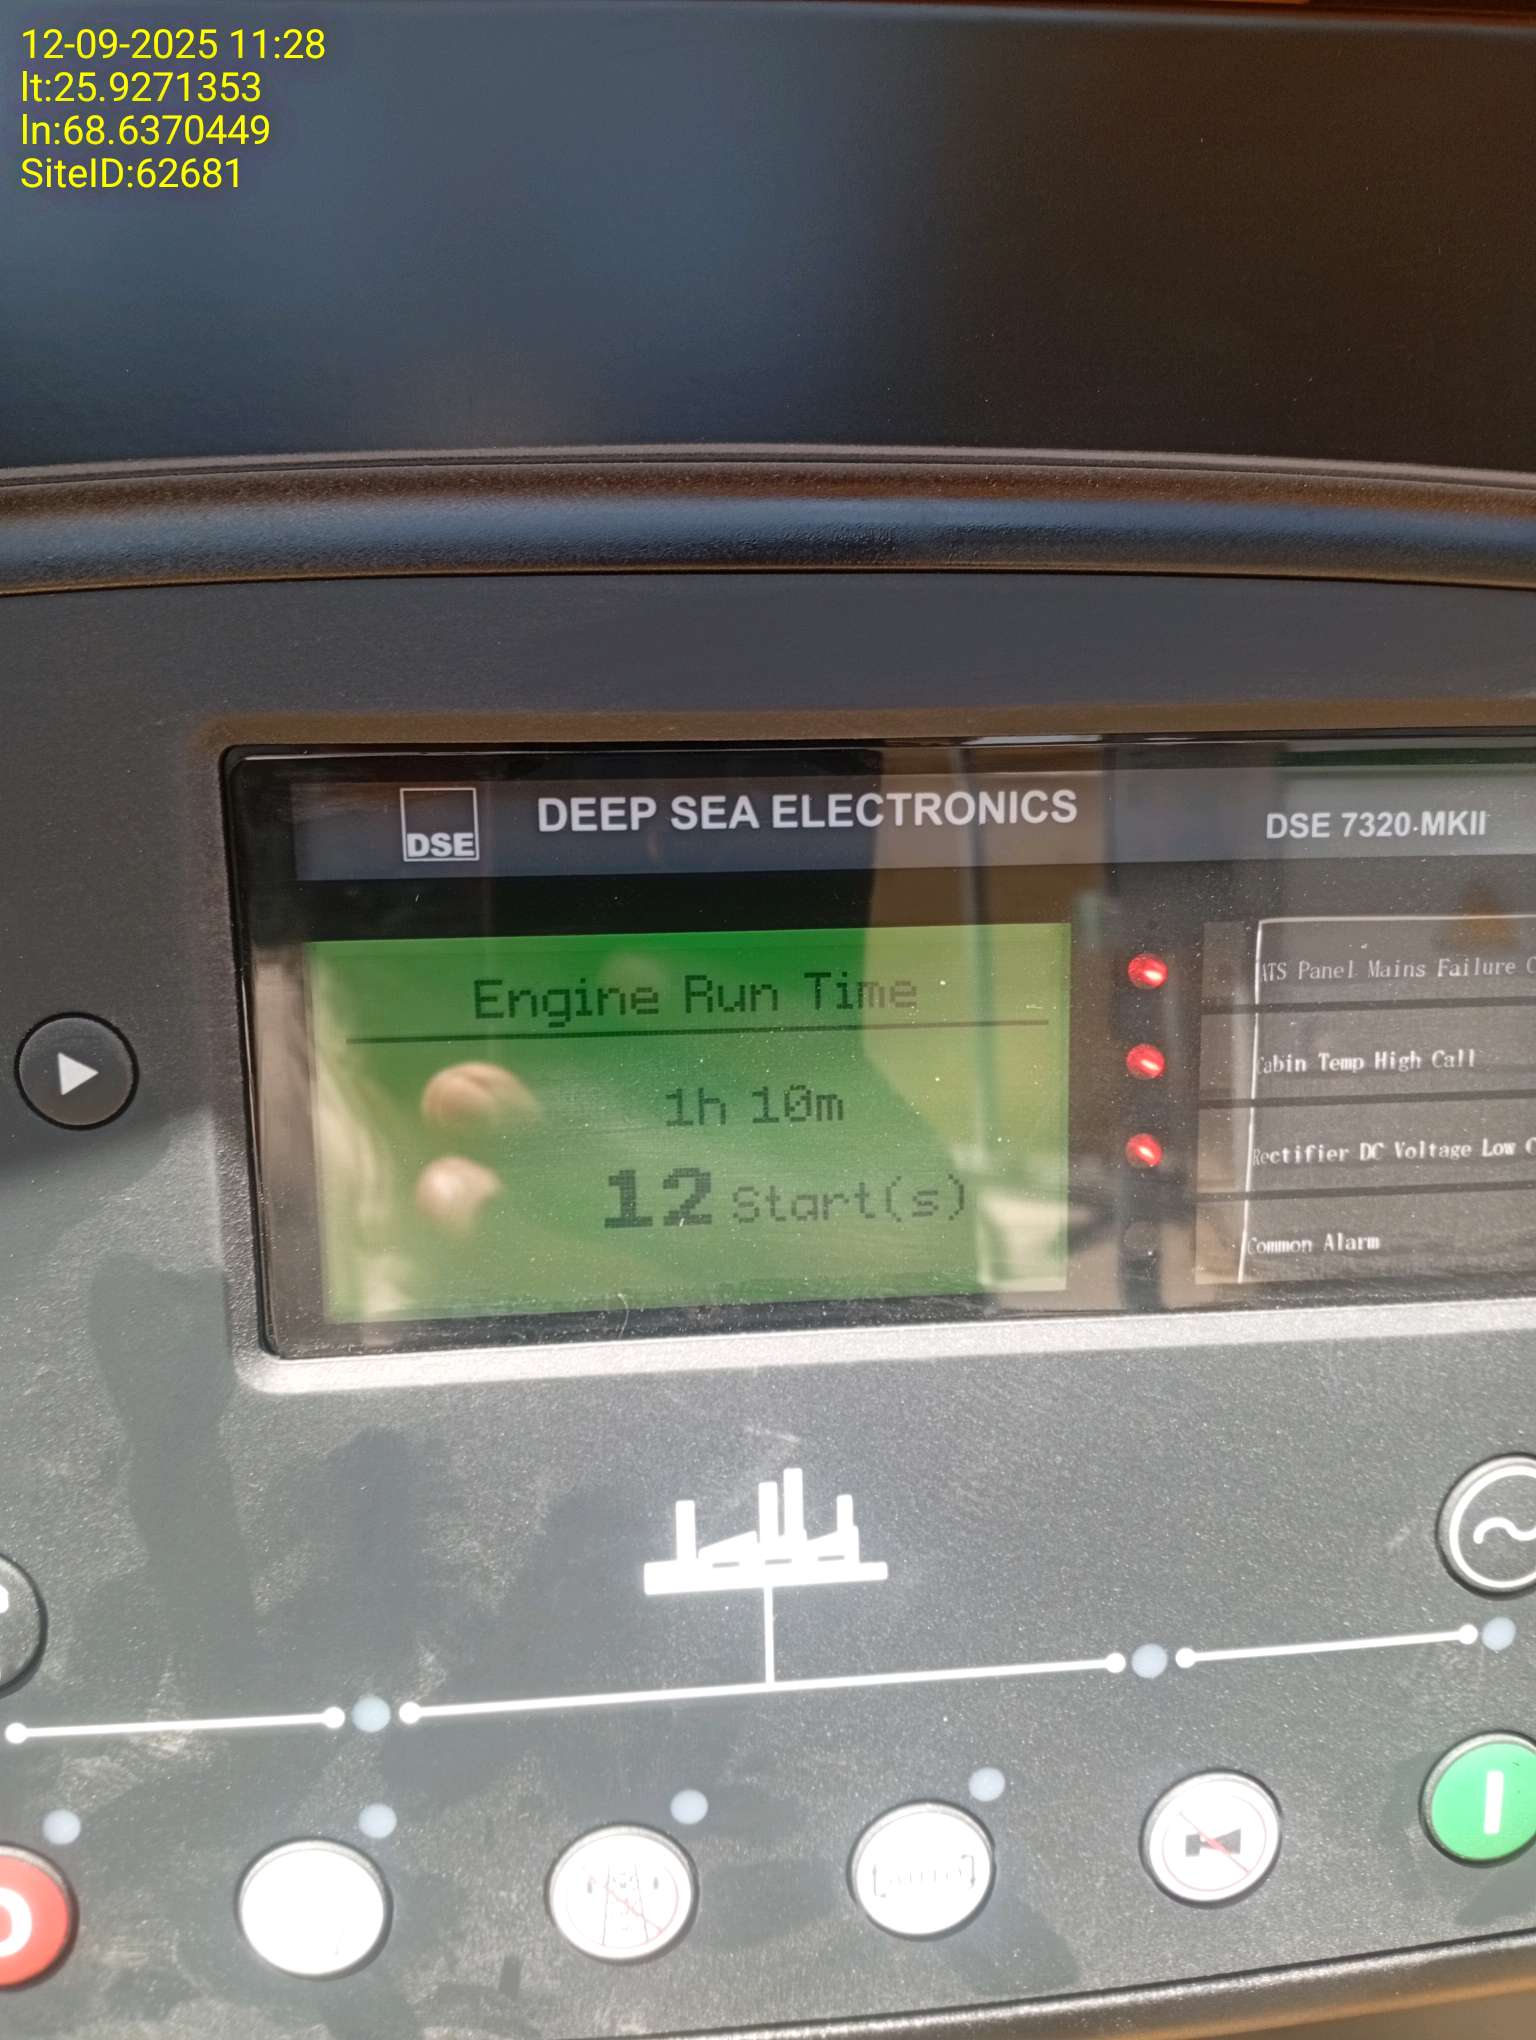 12-09-2025 11:28
lt:25.9271353
ln:68.6370449
SiteID:62681
DSE
DEEP SEA ELECTRONICS
DSE 7320 MKII
Engine Run Time
1h 10m
12 Start(s)
ATS Panel Mains Failure
Cabin Temp High Call
Rectifier DC Voltage Low
Common Alarm
AUTO